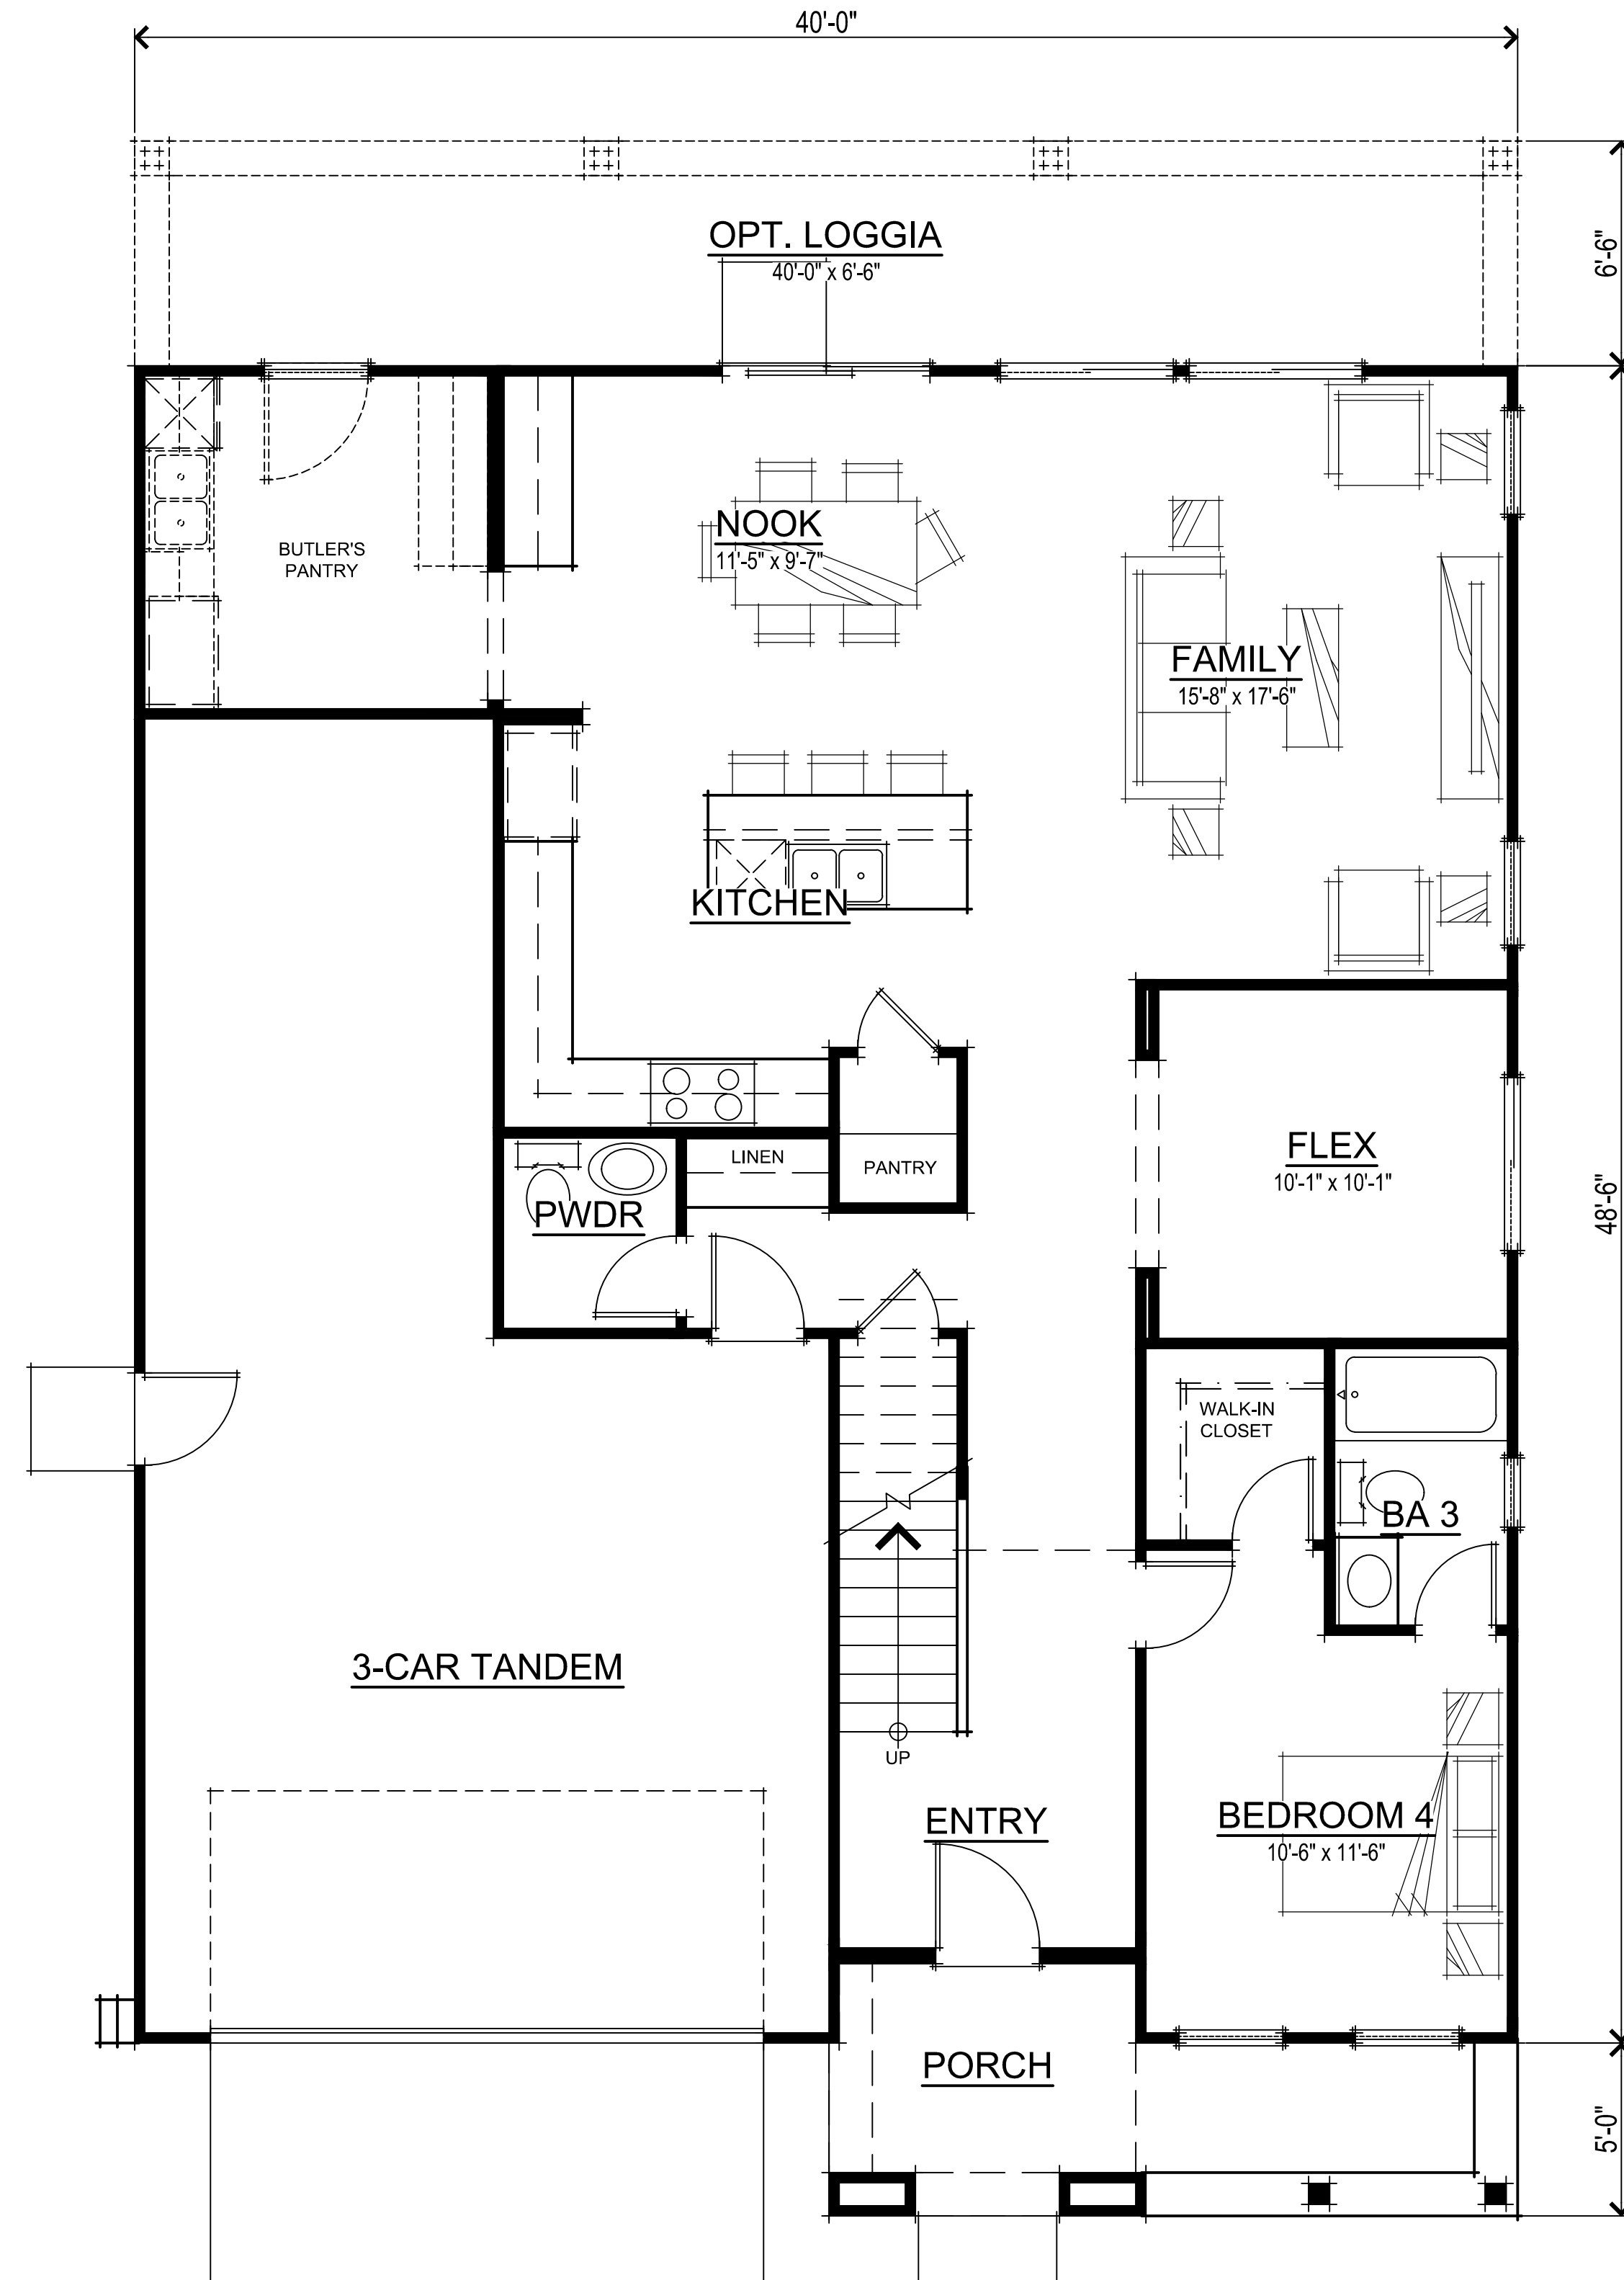 40'-0"
OPT. LOGGIA
40'-0" x 6'-6"
6'-6"
NOOK
11'-5" x 9'-7"
BUTLER'S
PANTRY
FAMILY
15'-8" x 17'-6"
KITCHEN
FLEX
10'-1" x 10'-1"
LINEN
PANTRY
PWDR
48'-6"
WALK-IN
CLOSET
BA 3
3-CAR TANDEM
UP
ENTRY
BEDROOM 4
10'-6" x 11'-6"
PORCH
5'-0"